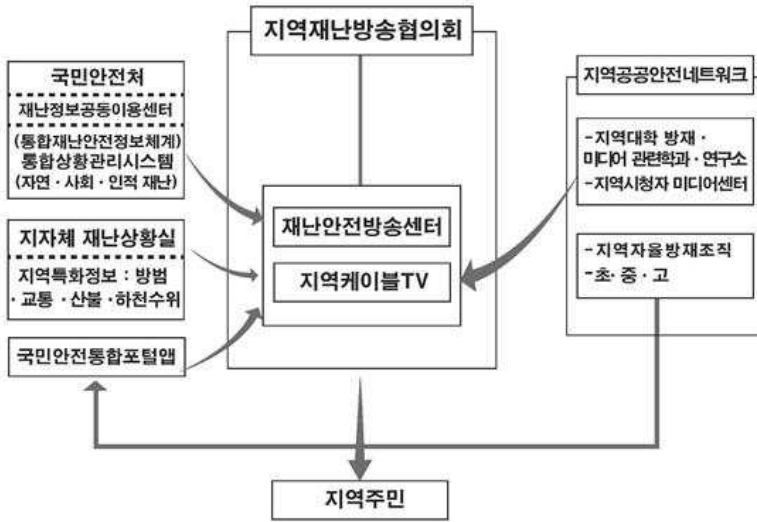 지역재난방송협의회
국민안전처
재난정보공동이용센터
(통합재난안전정보체계)
통합상황관리시스템
(자연 · 사회 · 인적 재난)
지자체 재난상황실
지역특화정보 : 방범
· 교통 · 산불 · 하천수위
국민안전통합포털앱
재난안전방송센터
지역케이블TV
지역공공안전네트워크
-지역대학 방재 ·
미디어 관련학과 · 연구소
-지역시청자 미디어센터
-지역자율방재조직
-초· 중 · 고
지역주민